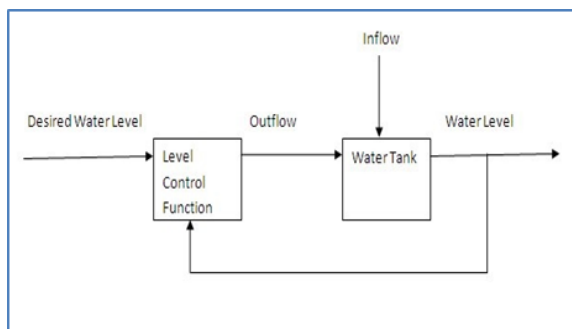 Inflow
Desired Water Level
Outflow
Water Level
Level
Control
Function
Water Tank